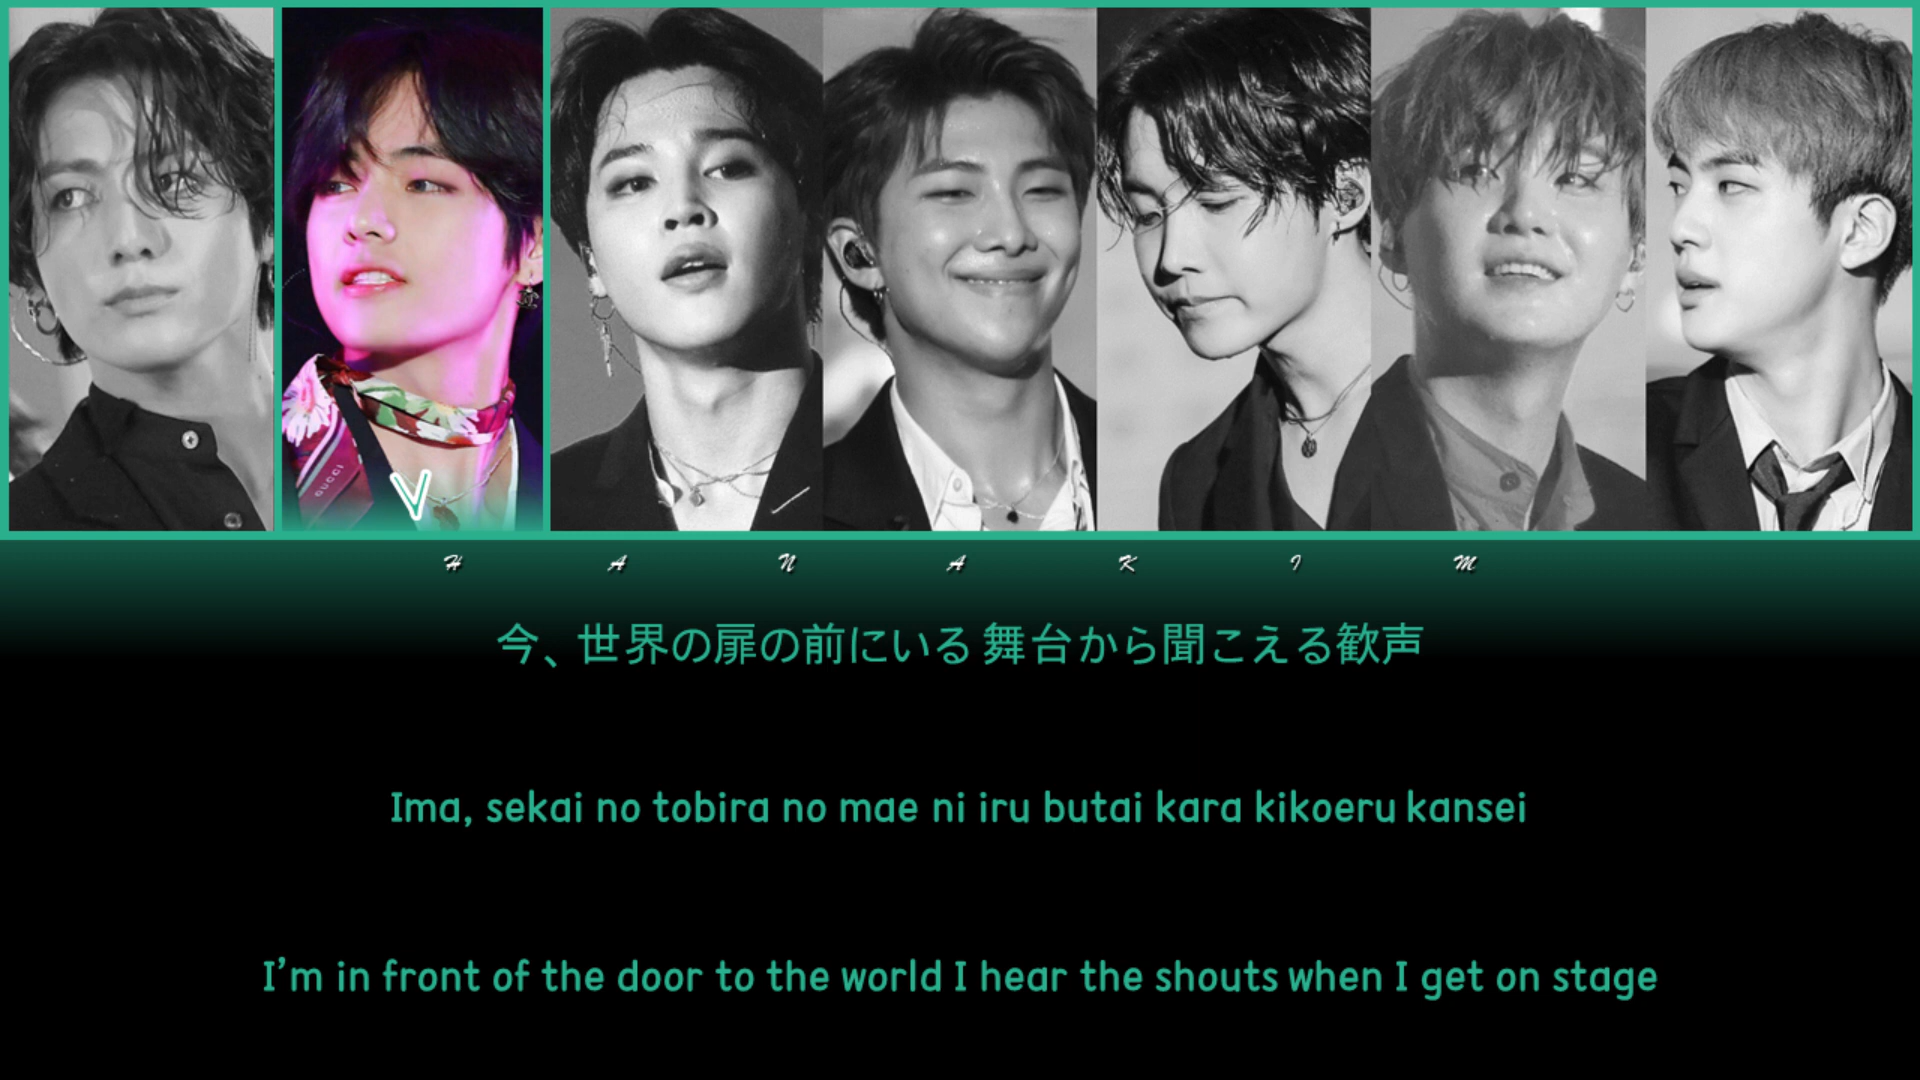 GUCCI
V
H A N A K I M
今、世界の扉の前にいる 舞台から聞こえる歓声
Ima, sekai no tobira no mae ni iru butai kara kikoeru kansei
I’m in front of the door to the world I hear the shouts when I get on stage